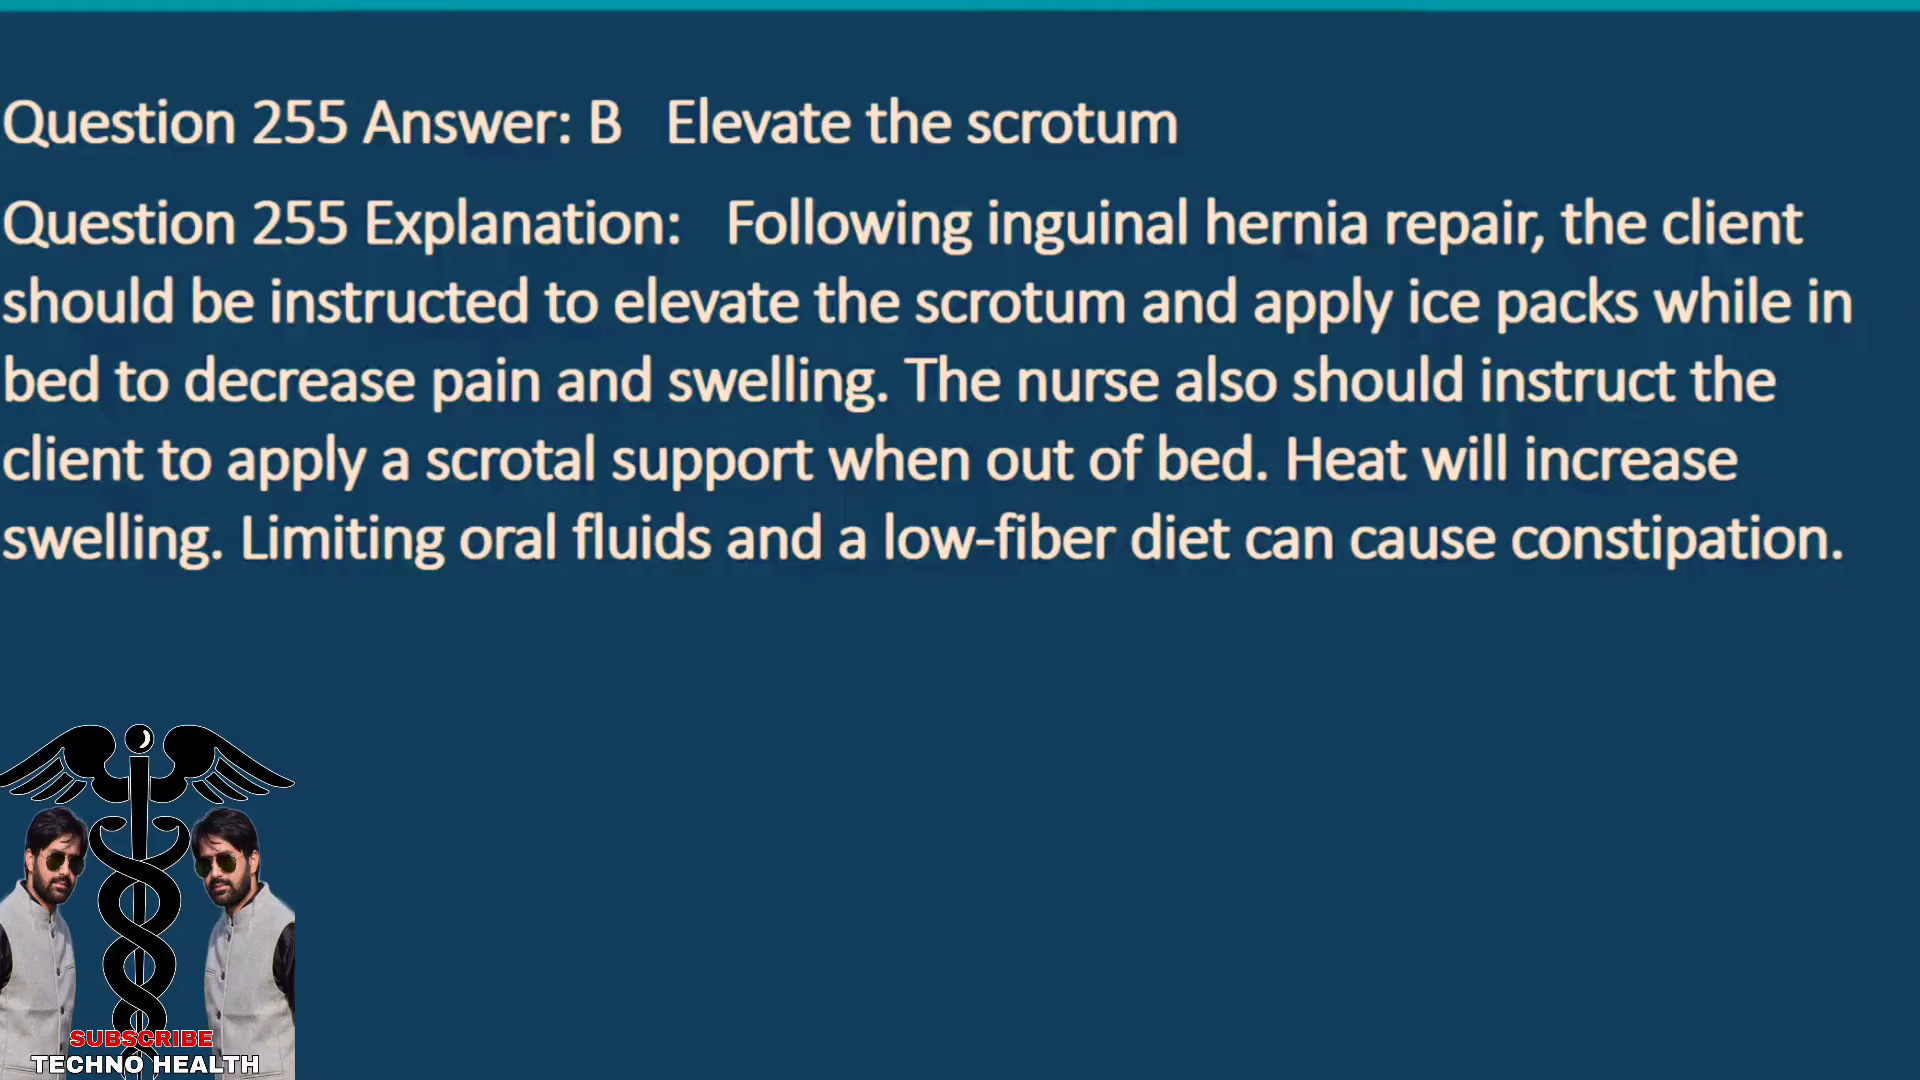 Question 255 Answer: B   Elevate the scrotum
Question 255 Explanation:   Following inguinal hernia repair, the client
should be instructed to elevate the scrotum and apply ice packs while in
bed to decrease pain and swelling. The nurse also should instruct the
client to apply a scrotal support when out of bed. Heat will increase
swelling. Limiting oral fluids and a low-fiber diet can cause constipation.
SUBSCRIBE
TECHNO HEALTH